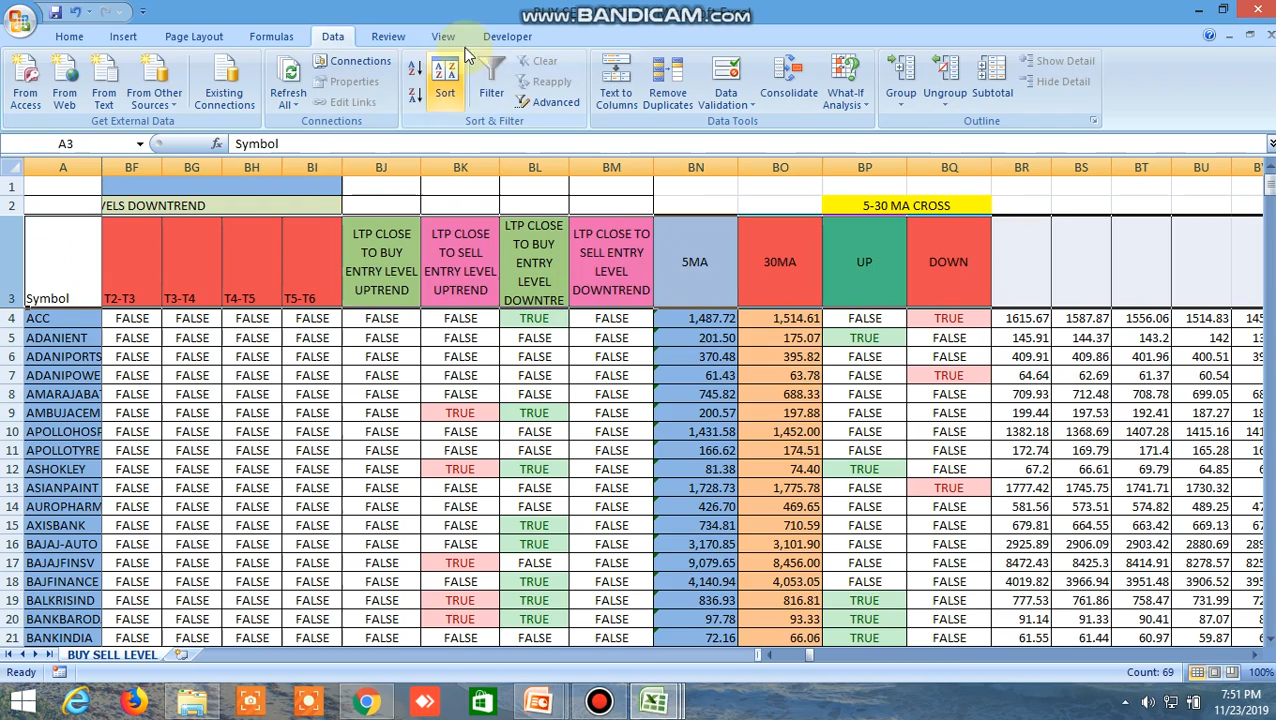 www.BANDICAM.com
Home Insert Page Layout Formulas Data Review View Developer
From Access From Web From Text From Other Sources Existing Connections Refresh All Connections Properties Edit Links Sort Filter Clear Reapply Advanced Text to Columns Remove Duplicates Data Validation Consolidate What-If Analysis Group Ungroup Subtotal Show Detail Hide Detail
Get External Data Connections Sort & Filter Data Tools Outline
A3 fx Symbol
A BF BG BH BI BJ BK BL BM BN BO BP BQ BR BS BT BU
1
2 VELS DOWNTREND 5-30 MA CROSS
3 Symbol T2-T3 T3-T4 T4-T5 T5-T6 LTP CLOSE TO BUY ENTRY LEVEL UPTREND LTP CLOSE TO SELL ENTRY LEVEL UPTREND LTP CLOSE TO BUY ENTRY LEVEL DOWNTRE LTP CLOSE TO SELL ENTRY LEVEL DOWNTREND 5MA 30MA UP DOWN
4 ACC FALSE FALSE FALSE FALSE FALSE FALSE TRUE FALSE 1,487.72 1,514.61 FALSE TRUE 1615.67 1587.87 1556.06 1514.83
5 ADANIENT FALSE FALSE FALSE FALSE FALSE FALSE FALSE FALSE 201.50 175.07 TRUE FALSE 145.91 144.37 143.2 142
6 ADANIPORTS FALSE FALSE FALSE FALSE FALSE FALSE FALSE FALSE 370.48 395.82 FALSE FALSE 409.91 409.86 401.96 400.51
7 ADANIPOWE FALSE FALSE FALSE FALSE FALSE FALSE FALSE FALSE 61.43 63.78 FALSE TRUE 64.64 62.69 61.37 60.54
8 AMARAJABA FALSE FALSE FALSE FALSE FALSE FALSE FALSE FALSE 745.82 688.33 FALSE FALSE 709.93 712.48 708.78 699.05
9 AMBUJACEM FALSE FALSE FALSE FALSE FALSE TRUE TRUE FALSE 200.57 197.88 FALSE FALSE 199.44 197.53 192.41 187.27
10 APOLLOHOSP FALSE FALSE FALSE FALSE FALSE FALSE FALSE FALSE 1,431.58 1,452.00 FALSE FALSE 1382.18 1368.69 1407.28 1415.16
11 APOLLOTYRE FALSE FALSE FALSE FALSE FALSE FALSE FALSE FALSE 166.62 174.51 FALSE FALSE 172.74 169.79 171.4 165.28
12 ASHOKLEY FALSE FALSE FALSE FALSE FALSE TRUE TRUE FALSE 81.38 74.40 TRUE FALSE 67.2 66.61 69.79 64.85
13 ASIANPAINT FALSE FALSE FALSE FALSE FALSE FALSE FALSE FALSE 1,728.73 1,775.78 FALSE TRUE 1777.42 1745.75 1741.71 1730.32
14 AUROPHARM FALSE FALSE FALSE FALSE FALSE FALSE FALSE FALSE 426.70 469.65 FALSE FALSE 581.56 573.51 574.82 489.25
15 AXISBANK FALSE FALSE FALSE FALSE FALSE FALSE TRUE FALSE 734.81 710.59 FALSE FALSE 679.81 664.55 663.42 669.13
16 BAJAJ-AUTO FALSE FALSE FALSE FALSE FALSE FALSE TRUE FALSE 3,170.85 3,101.90 FALSE FALSE 2925.89 2906.09 2903.42 2880.89
17 BAJAJFINSV FALSE FALSE FALSE FALSE FALSE TRUE FALSE FALSE 9,079.65 8,456.00 FALSE FALSE 8472.43 8425.3 8414.91 8278.57
18 BAJFINANCE FALSE FALSE FALSE FALSE FALSE FALSE TRUE FALSE 4,140.94 4,053.05 FALSE FALSE 4019.82 3966.94 3951.48 3906.52
19 BALKRISIND FALSE FALSE FALSE FALSE FALSE TRUE TRUE FALSE 836.93 816.81 TRUE FALSE 777.53 761.86 758.47 731.99
20 BANKBAROD FALSE FALSE FALSE FALSE FALSE TRUE TRUE FALSE 97.78 93.33 TRUE FALSE 91.14 91.33 90.41 87.07
21 BANKINDIA FALSE FALSE FALSE FALSE FALSE FALSE FALSE FALSE 72.16 66.06 TRUE FALSE 61.55 61.44 60.97 59.87
BUY SELL LEVEL
Ready Count: 69 100%
7:51 PM
11/23/2019